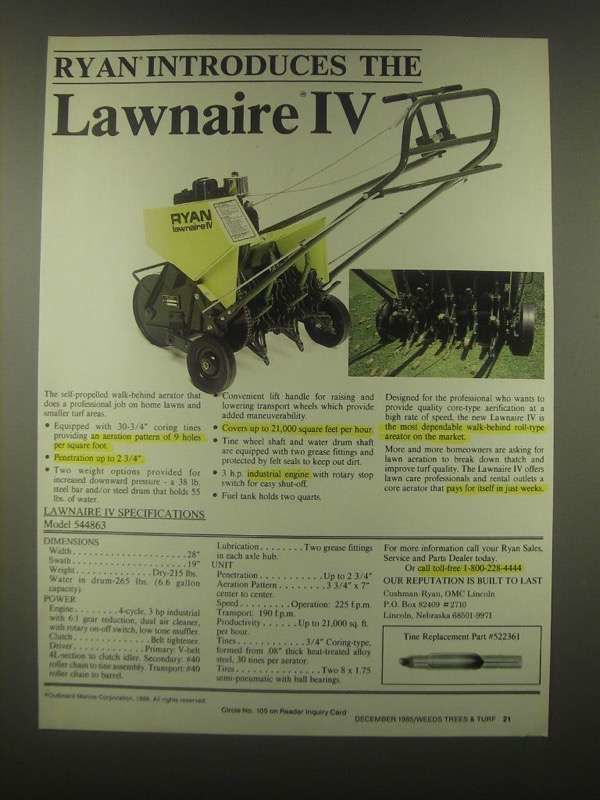 RYAN® INTRODUCES THE
Lawnaire® IV
RYAN
lawnaire IV
The self-propelled walk-behind aerator that
does a professional job on home lawns and
smaller turf areas.
• Equipped with 30-3/4" coring tines
providing an aeration pattern of 9 holes
per square foot.
• Penetration up to 2 3/4".
• Two weight options provided for
increased downward pressure - a 38 lb.
steel bar and/or steel drum that holds 55
lbs. of water.
• Convenient lift handle for raising and
lowering transport wheels which provide
added maneuverability.
• Covers up to 21,000 square feet per hour.
• Tine wheel shaft and water drum shaft
are equipped with two grease fittings and
protected by felt seals to keep out dirt.
• 3 h.p. industrial engine with rotary stop
switch for easy shut-off.
• Fuel tank holds two quarts.
Designed for the professional who wants to
provide quality core-type aerification at a
high rate of speed, the new Lawnaire IV is
the most dependable walk-behind roll-type
areator on the market.
More and more homeowners are asking for
lawn aeration to break down thatch and
improve turf quality. The Lawnaire IV offers
lawn care professionals and rental outlets a
core aerator that pays for itself in just weeks.
LAWNAIRE IV SPECIFICATIONS
Model 544863
DIMENSIONS
Width . . . . . . . . . . . . . . . . . . . . . . 28"
Swath . . . . . . . . . . . . . . . . . . . . . . 19"
Weight . . . . . . . . . . . . . . . Dry-215 lbs.
Water in drum-265 lbs. (6.6 gallon
capacity)
POWER
Engine . . . . . . . . 4-cycle, 3 hp industrial
with 6:1 gear reduction, dual air cleaner,
with rotary on-off switch, low tone muffler.
Clutch . . . . . . . . . . . . . . . Belt tightener.
Driver . . . . . . . . . . . . . . Primary: V-belt
4L-section to clutch idler. Secondary: #40
roller chain to tine assembly. Transport: #40
roller chain to barrel.
Lubrication . . . . . . . . Two grease fittings
in each axle hub.
UNIT
Penetration . . . . . . . . . . . . Up to 2 3/4"
Aeration Pattern . . . . . . . . 3 3/4" x 7"
center to center.
Speed . . . . . . . . . Operation: 225 f.p.m.
Transport: 190 f.p.m.
Productivity . . . . . . Up to 21,000 sq. ft.
per hour.
Tines . . . . . . . . . . . . 3/4" Coring-type,
formed from .08" thick heat-treated alloy
steel, 30 tines per aerator.
Tires . . . . . . . . . . . . . . . Two 8 x 1.75
semi-pneumatic with ball bearings.
For more information call your Ryan Sales,
Service and Parts Dealer today.
Or call toll-free 1-800-228-4444
OUR REPUTATION IS BUILT TO LAST
Cushman-Ryan, OMC Lincoln
P.O. Box 82409 #2710
Lincoln, Nebraska 68501-9971
Tine Replacement Part #522361
©Outboard Marine Corporation, 1986. All rights reserved.
Circle No. 105 on Reader Inquiry Card
DECEMBER 1985/WEEDS TREES & TURF 21